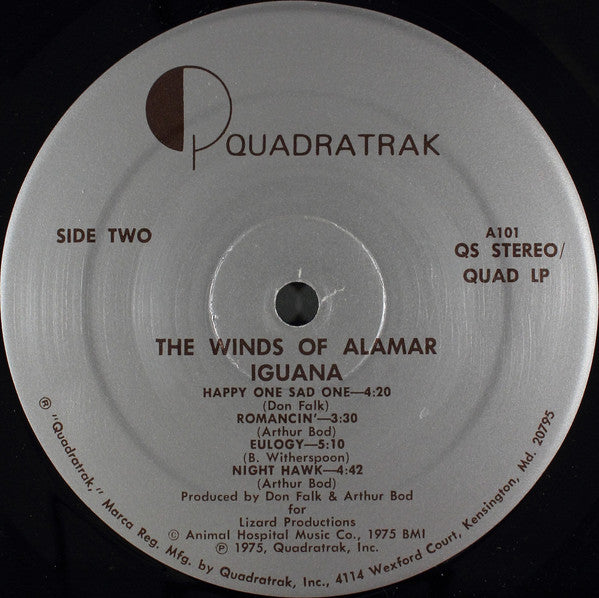 QUADRATRAK
SIDE TWO
A101
QS STEREO/
QUAD LP
THE WINDS OF ALAMAR
IGUANA
HAPPY ONE SAD ONE—4:20
(Don Falk)
ROMANCIN'—3:30
(Arthur Bod)
EULOGY—5:10
(B. Witherspoon)
NIGHT HAWK—4:42
(Arthur Bod)
Produced by Don Falk & Arthur Bod
for
Lizard Productions
© Animal Hospital Music Co., 1975 BMI
℗ 1975, Quadratrak, Inc.
® "Quadratrak," Marca Reg. Mfg. by Quadratrak, Inc., 4114 Wexford Court, Kensington, Md. 20795